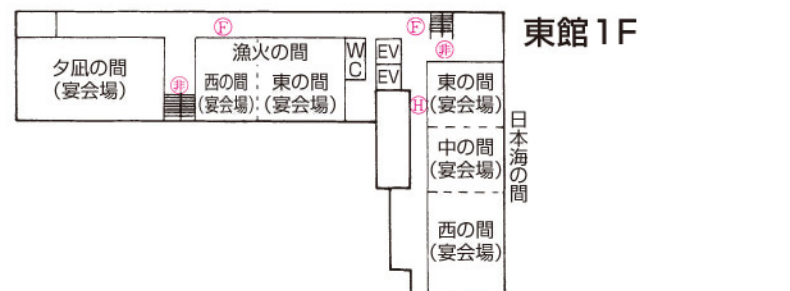 東館1F
Ⓕ
Ⓕ
㊡
漁火の間
WC
EV
EV
夕凪の間
(宴会場)
非
西の間
(宴会場)
東の間
(宴会場)
Ⓗ
東の間
(宴会場)
中の間
(宴会場)
西の間
(宴会場)
日本海の間